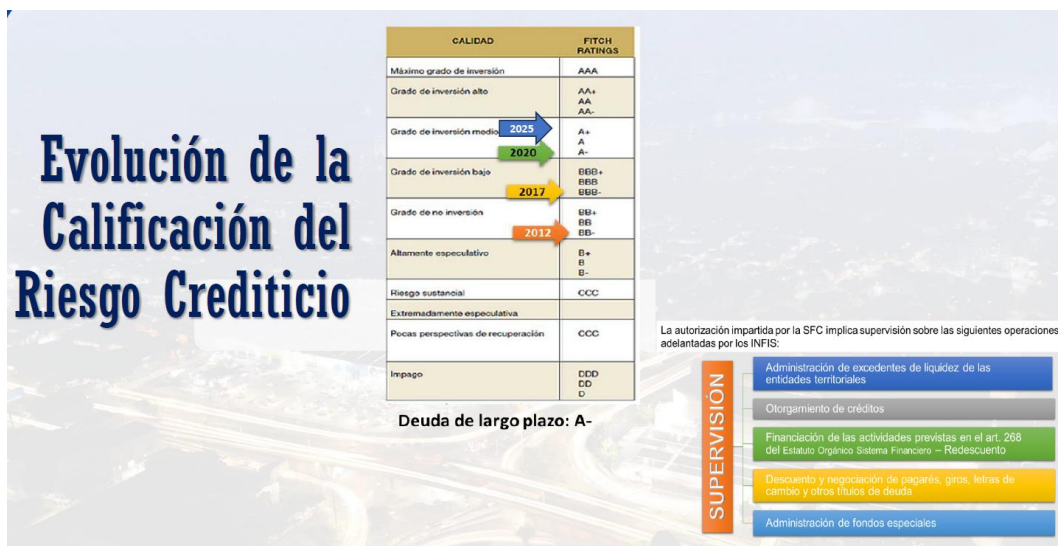 Evolución de la
Calificación del
Riesgo Crediticio
CALIDAD
FITCH
RATINGS
Máximo grado de inversión
AAA
Grado de inversión alto
AA+
AA
AA-
Grado de inversión medio
2025
A+
A
2020
A-
Grado de inversión bajo
BBB+
BBB
2017
BBB-
Grado de no inversión
BB+
BB
2012
BB-
Altamente especulativo
B+
B
B-
Riesgo sustancial
CCC
Extremadamente especulativa
Pocas perspectivas de recuperación
CCC
Impago
DDD
DD
D
Deuda de largo plazo: A-
La autorización impartida por la SFC implica supervisión sobre las siguientes operaciones
adelantadas por los INFIS:
SUPERVISIÓN
Administración de excedentes de liquidez de las
entidades territoriales
Otorgamiento de créditos
Financiación de las actividades previstas en el art. 268
del Estatuto Orgánico Sistema Financiero – Redescuento
Descuento y negociación de pagarés, giros, letras de
cambio y otros títulos de deuda
Administración de fondos especiales